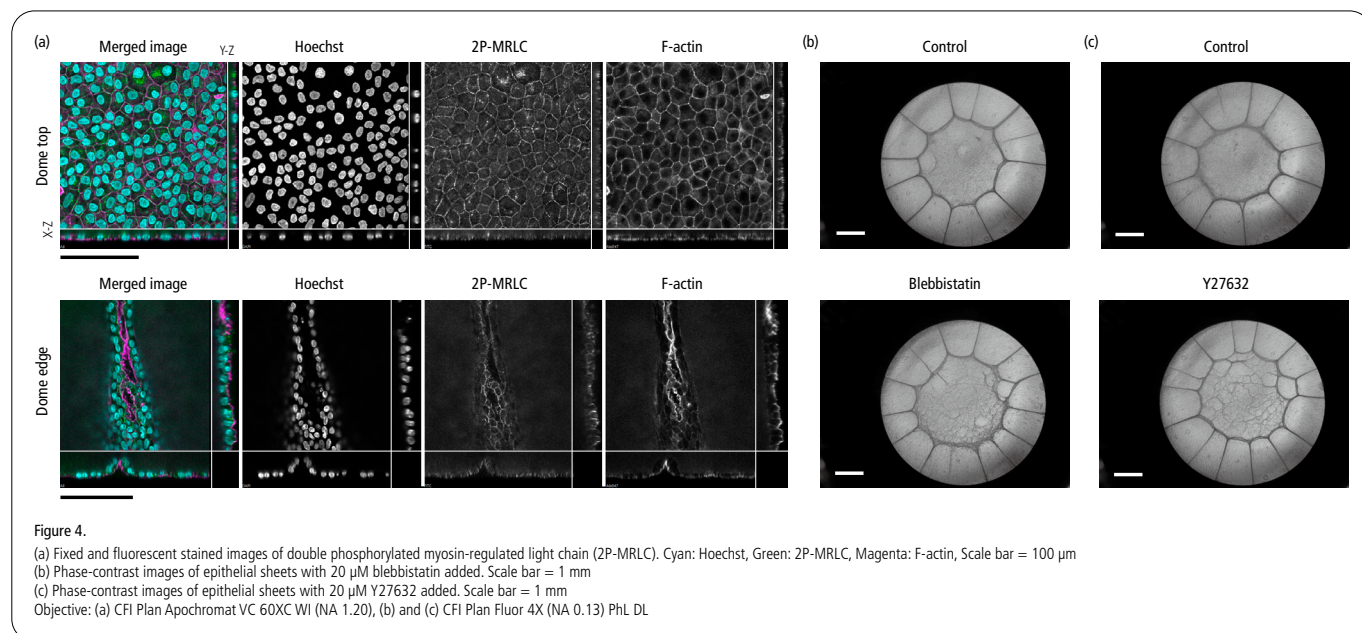 (a)
Merged image
Y-Z
Hoechst
2P-MRLC
F-actin
(b)
Control
(c)
Control
Dome top
X-Z
Merged image
Hoechst
2P-MRLC
F-actin
Blebbistatin
Y27632
Dome edge
Figure 4.
(a) Fixed and fluorescent stained images of double phosphorylated myosin-regulated light chain (2P-MRLC). Cyan: Hoechst, Green: 2P-MRLC, Magenta: F-actin, Scale bar = 100 μm
(b) Phase-contrast images of epithelial sheets with 20 μM blebbistatin added. Scale bar = 1 mm
(c) Phase-contrast images of epithelial sheets with 20 μM Y27632 added. Scale bar = 1 mm
Objective: (a) CFI Plan Apochromat VC 60XC WI (NA 1.20), (b) and (c) CFI Plan Fluor 4X (NA 0.13) PhL DL